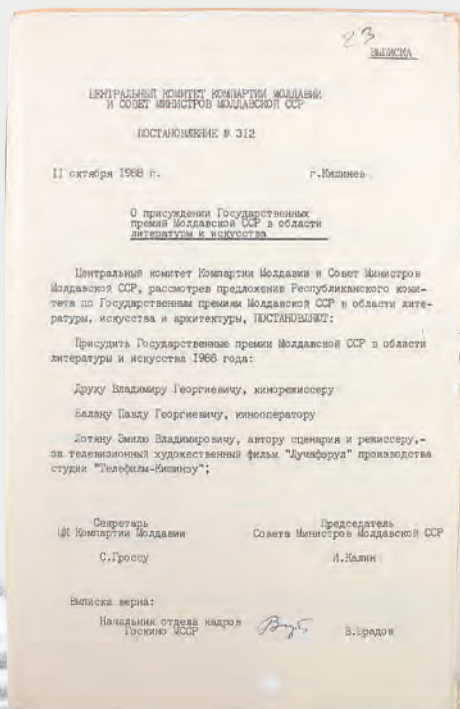 23
ВЫПИСКА
ЦЕНТРАЛЬНЫЙ КОМИТЕТ КОМПАРТИИ МОЛДАВИИ
И СОВЕТ МИНИСТРОВ МОЛДАВСКОЙ ССР
ПОСТАНОВЛЕНИЕ № 312
II октября 1988 г. г.Кишинев
О присуждении Государственных
премий Молдавской ССР в области
литературы и искусства
Центральный комитет Компартии Молдавии и Совет Министров
Молдавской ССР, рассмотрев предложение Республиканского коми-
тета по Государственным премиям Молдавской ССР в области лите-
ратуры, искусства и архитектуры, ПОСТАНОВЛЯЮТ:
Присудить Государственные премии Молдавской ССР в области
литературы и искусства 1988 года:
Друку Владимиру Георгиевичу, кинорежиссеру
Балану Павлу Георгиевичу, кинооператору
Лотяну Эмилю Владимировичу, автору сценария и режиссеру,-
за телевизионный художественный фильм "Лучафорул" производства
студии "Телефилм-Кишинэу";
Секретарь Председатель
ЦК Компартии Молдавии Совета Министров Молдавской ССР
С.Гроссу И.Калин
Выписка верна:
Начальник отдела кадров
Госкино МССР В.Врадов